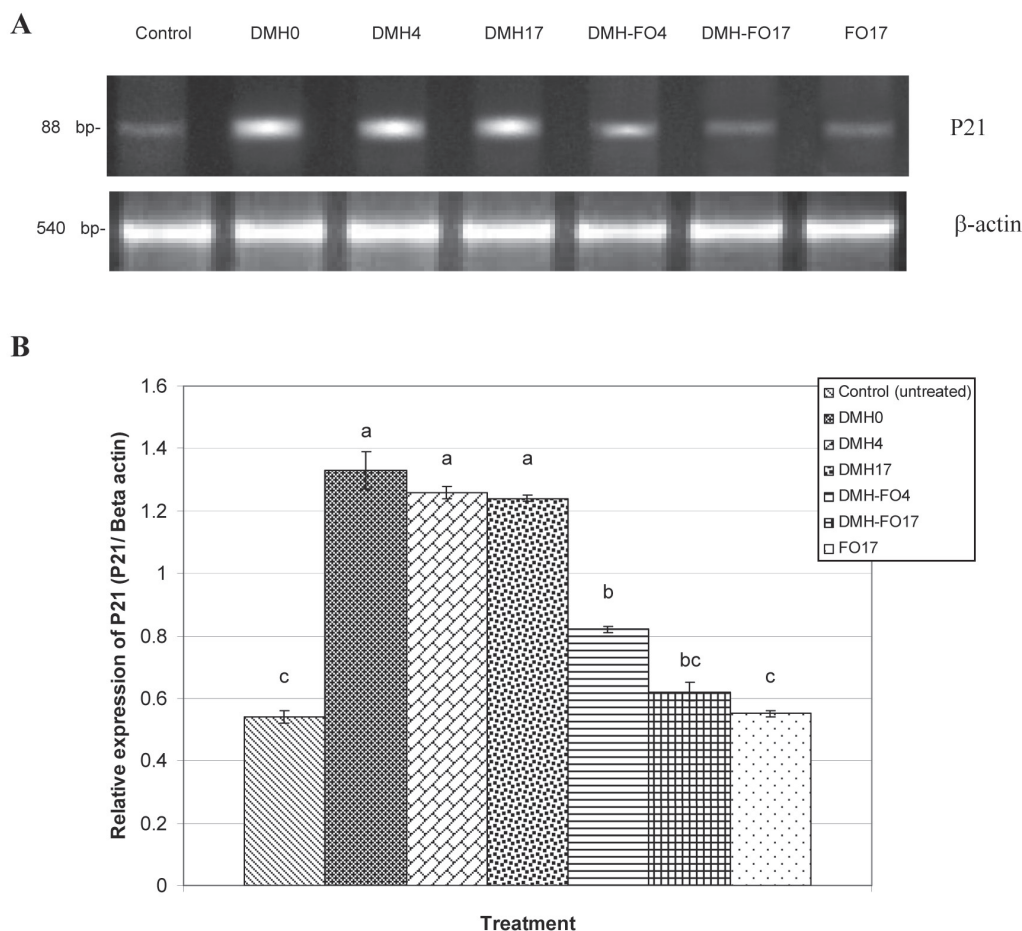 A
Control DMH0 DMH4 DMH17 DMH-FO4 DMH-FO17 FO17
88 bp- P21
540 bp- β-actin
B
Relative expression of P21 (P21/ Beta actin)
1.6
1.4
1.2
1
0.8
0.6
0.4
0.2
0
c a a a b bc c
Control (untreated)
DMH0
DMH4
DMH17
DMH-FO4
DMH-FO17
FO17
Treatment